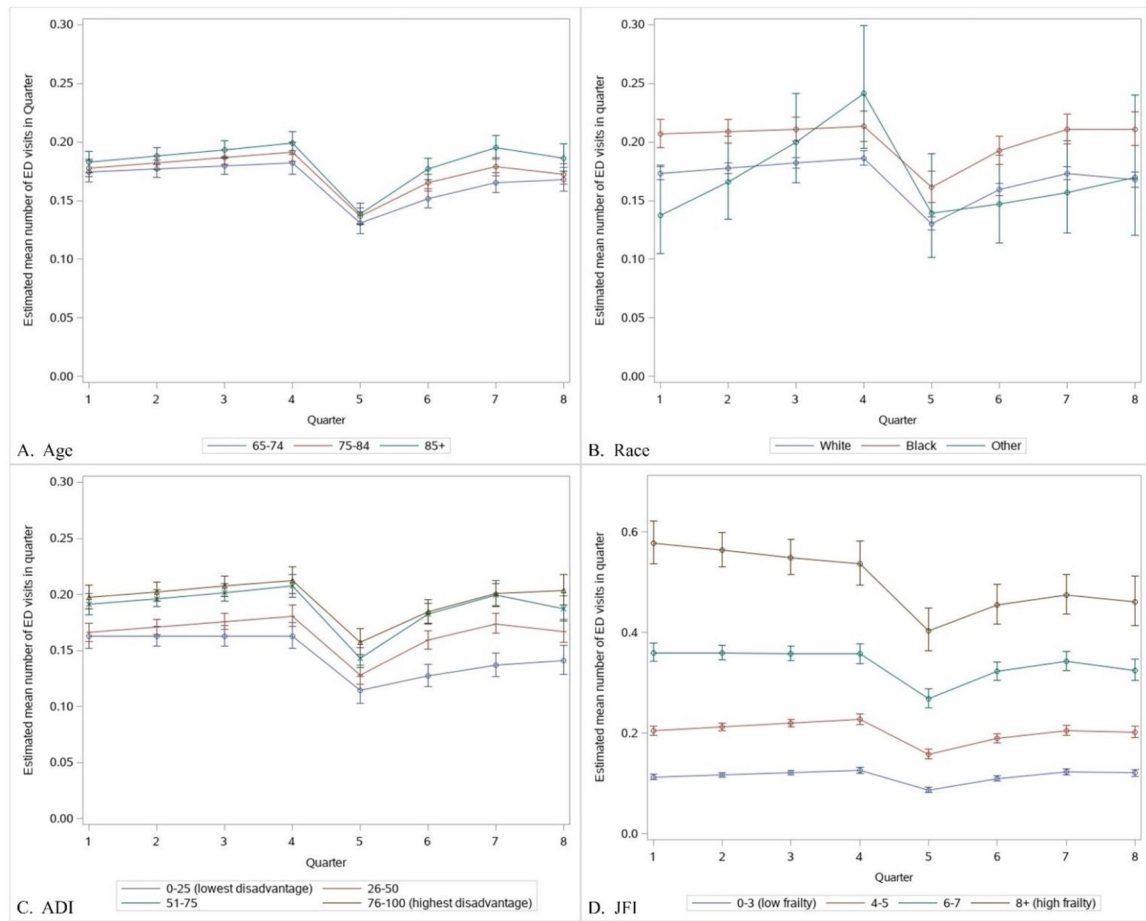 Estimated mean number of ED visits in Quarter
0.30
0.25
0.20
0.15
0.10
0.05
0.00
1 2 3 4 5 6 7 8
Quarter
A. Age
65-74 75-84 85+
Estimated mean number of ED visits in quarter
0.30
0.25
0.20
0.15
0.10
0.05
0.00
1 2 3 4 5 6 7 8
Quarter
B. Race
White Black Other
Estimated mean number of ED visits in quarter
0.30
0.25
0.20
0.15
0.10
0.05
0.00
1 2 3 4 5 6 7 8
Quarter
0-25 (lowest disadvantage) 26-50
51-75 76-100 (highest disadvantage)
C. ADI
Estimated mean number of ED visits in quarter
0.6
0.4
0.2
0.0
1 2 3 4 5 6 7 8
Quarter
D. JFI
0-3 (low frailty) 4-5 6-7 8+ (high frailty)